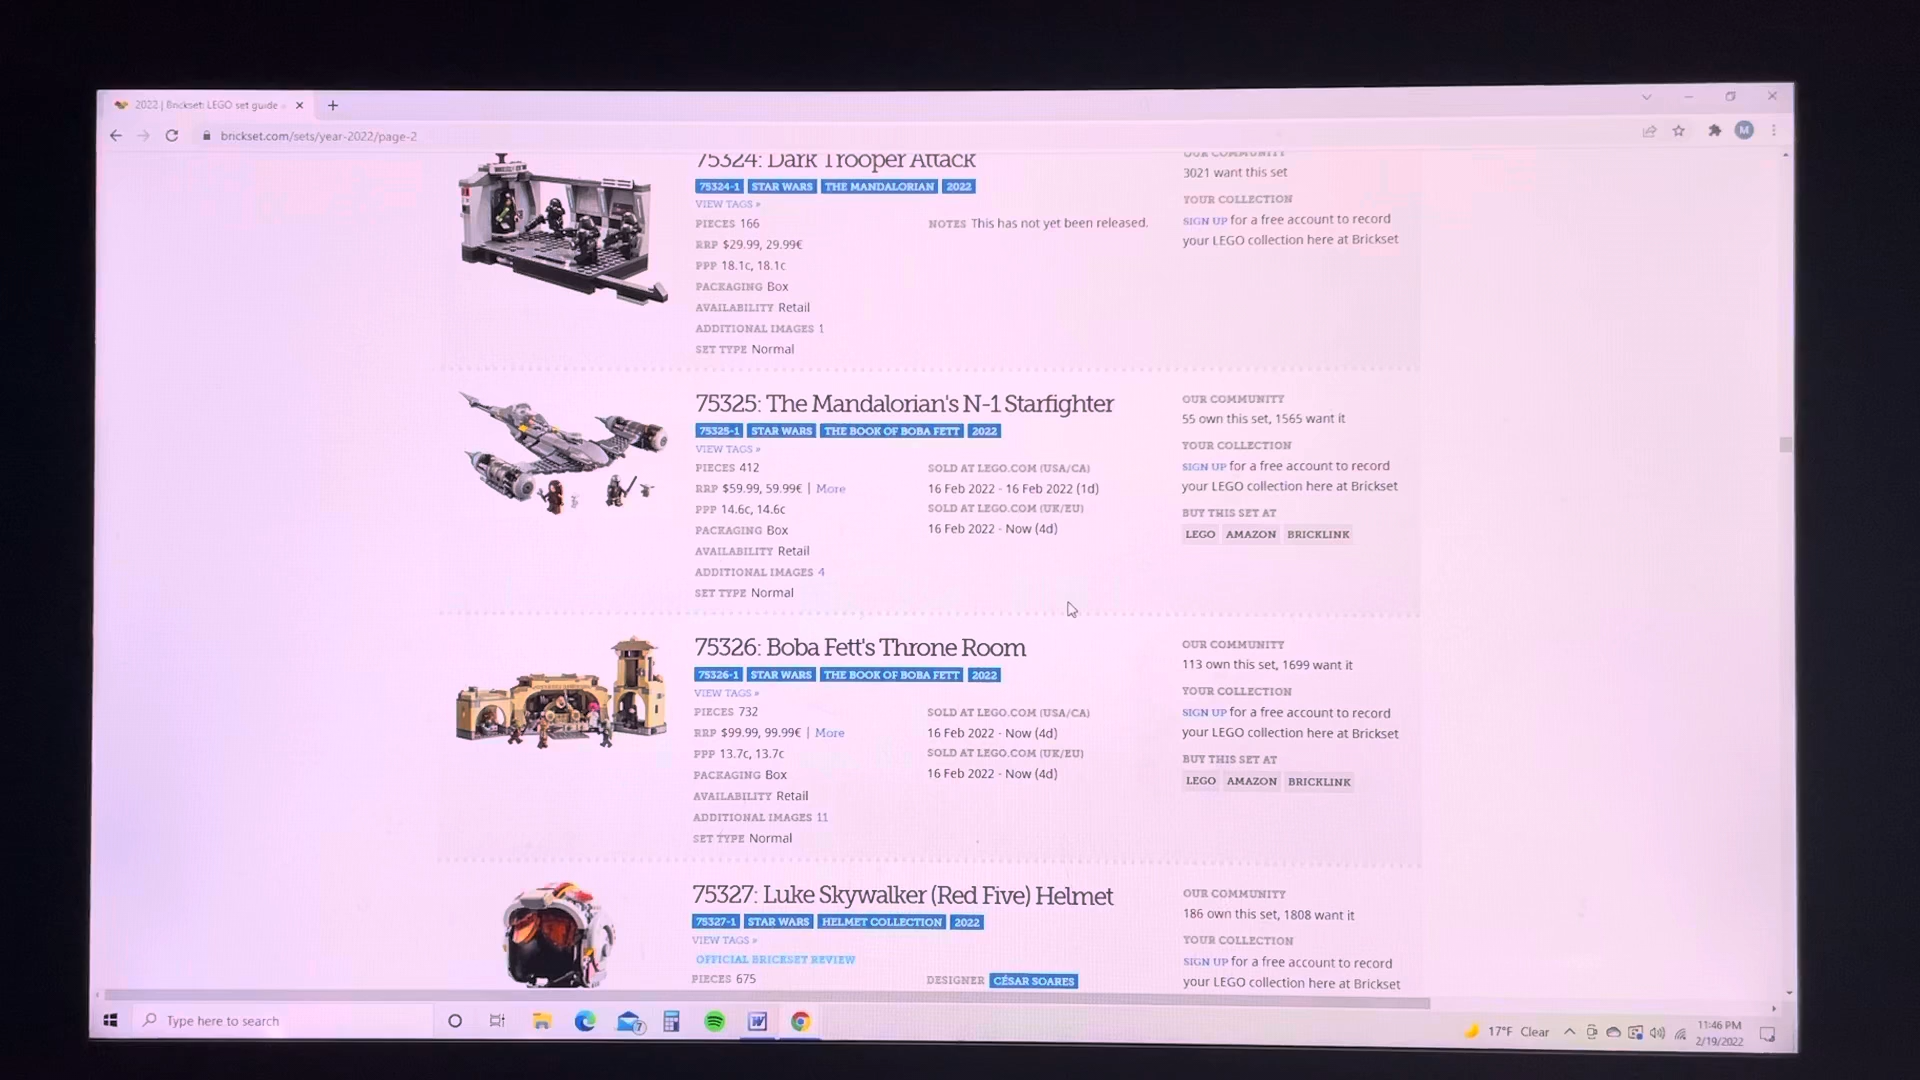 2022 | Brickset: LEGO set guide
brickset.com/sets/year-2022/page-2
M
75324: Dark Trooper Attack
75324-1 STAR WARS THE MANDALORIAN 2022
VIEW TAGS »
PIECES 166
RRP $29.99, 29.99€
PPP 18.1c, 18.1c
PACKAGING Box
AVAILABILITY Retail
ADDITIONAL IMAGES 1
SET TYPE Normal
NOTES This has not yet been released.
OUR COMMUNITY
3021 want this set
YOUR COLLECTION
SIGN UP for a free account to record
your LEGO collection here at Brickset
75325: The Mandalorian's N-1 Starfighter
75325-1 STAR WARS THE BOOK OF BOBA FETT 2022
VIEW TAGS »
PIECES 412
RRP $59.99, 59.99€ | More
PPP 14.6c, 14.6c
PACKAGING Box
AVAILABILITY Retail
ADDITIONAL IMAGES 4
SET TYPE Normal
SOLD AT LEGO.COM (USA/CA)
16 Feb 2022 - 16 Feb 2022 (1d)
SOLD AT LEGO.COM (UK/EU)
16 Feb 2022 - Now (4d)
OUR COMMUNITY
55 own this set, 1565 want it
YOUR COLLECTION
SIGN UP for a free account to record
your LEGO collection here at Brickset
BUY THIS SET AT
LEGO AMAZON BRICKLINK
75326: Boba Fett's Throne Room
75326-1 STAR WARS THE BOOK OF BOBA FETT 2022
VIEW TAGS »
PIECES 732
RRP $99.99, 99.99€ | More
PPP 13.7c, 13.7c
PACKAGING Box
AVAILABILITY Retail
ADDITIONAL IMAGES 11
SET TYPE Normal
SOLD AT LEGO.COM (USA/CA)
16 Feb 2022 - Now (4d)
SOLD AT LEGO.COM (UK/EU)
16 Feb 2022 - Now (4d)
OUR COMMUNITY
113 own this set, 1699 want it
YOUR COLLECTION
SIGN UP for a free account to record
your LEGO collection here at Brickset
BUY THIS SET AT
LEGO AMAZON BRICKLINK
75327: Luke Skywalker (Red Five) Helmet
75327-1 STAR WARS HELMET COLLECTION 2022
VIEW TAGS »
OFFICIAL BRICKSET REVIEW
PIECES 675
DESIGNER CÉSAR SOARES
OUR COMMUNITY
186 own this set, 1808 want it
YOUR COLLECTION
SIGN UP for a free account to record
your LEGO collection here at Brickset
Type here to search
7
W
17°F Clear
11:46 PM
2/19/2022